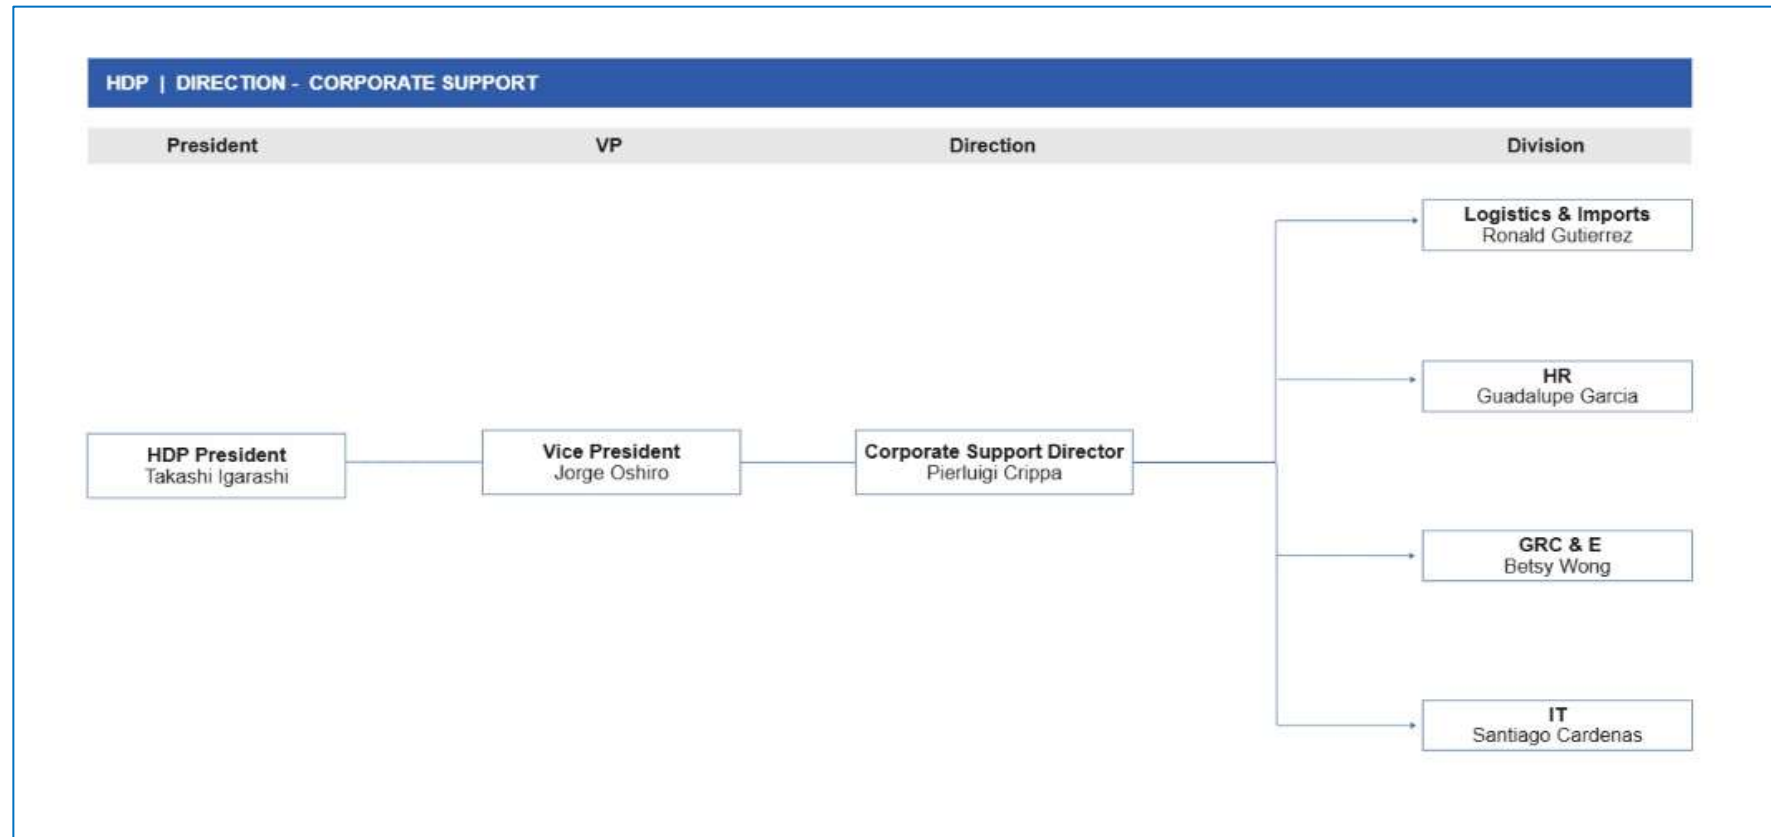 HDP | DIRECTION - CORPORATE SUPPORT
President
VP
Direction
Division
Logistics & Imports
Ronald Gutierrez
HR
Guadalupe Garcia
HDP President
Takashi Igarashi
Vice President
Jorge Oshiro
Corporate Support Director
Pierluigi Crippa
GRC & E
Betsy Wong
IT
Santiago Cardenas